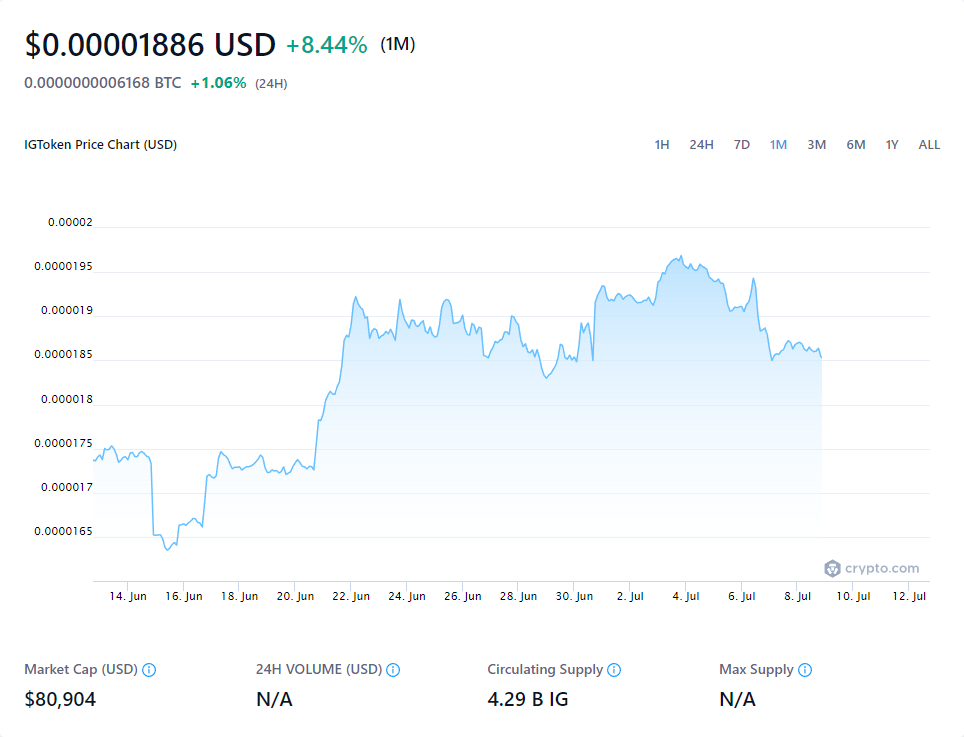 $0.00001886 USD +8.44% (1M)
0.0000000006168 BTC +1.06% (24H)
IGToken Price Chart (USD)
1H 24H 7D 1M 3M 6M 1Y ALL
0.00002
0.0000195
0.000019
0.0000185
0.000018
0.0000175
0.000017
0.0000165
crypto.com
14. Jun 16. Jun 18. Jun 20. Jun 22. Jun 24. Jun 26. Jun 28. Jun 30. Jun 2. Jul 4. Jul 6. Jul 8. Jul 10. Jul 12. Jul
Market Cap (USD) 24H VOLUME (USD) Circulating Supply Max Supply
$80,904 N/A 4.29 B IG N/A